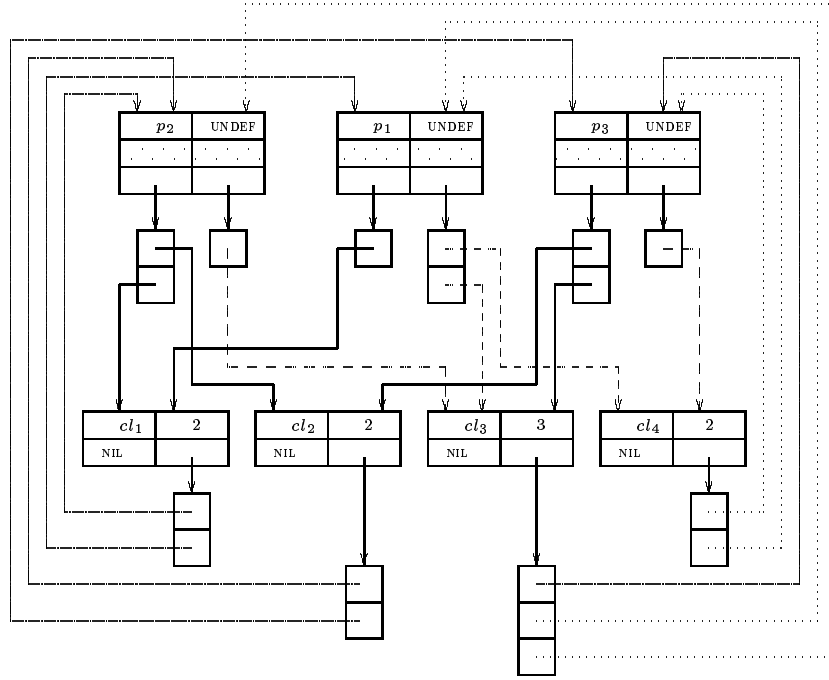 p₂ UNDEF p₁ UNDEF p₃ UNDEF
cl₁ 2 cl₂ 2 cl₃ 3 cl₄ 2
NIL NIL NIL NIL